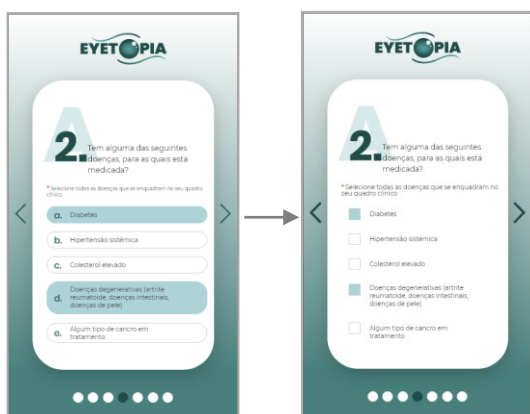 EYETOPIA
A
2.
Tem alguma das seguintes
doenças, para as quais está
medicada?
* Selecione todas as doenças que se enquadram no seu quadro
clínico
a. Diabetes
b. Hipertensão sistémica
c. Colesterol elevado
d. Doenças degenerativas (artrite
reumatoide, doenças intestinais,
doenças de pele)
e. Algum tipo de cancro em
tratamento
EYETOPIA
A
2.
Tem alguma das seguintes
doenças, para as quais está
medicada?
* Selecione todas as doenças que se enquadram no
seu quadro clínico
Diabetes
Hipertensão sistémica
Colesterol elevado
Doenças degenerativas (artrite
reumatoide, doenças intestinais,
doenças de pele)
Algum tipo de cancro em
tratamento